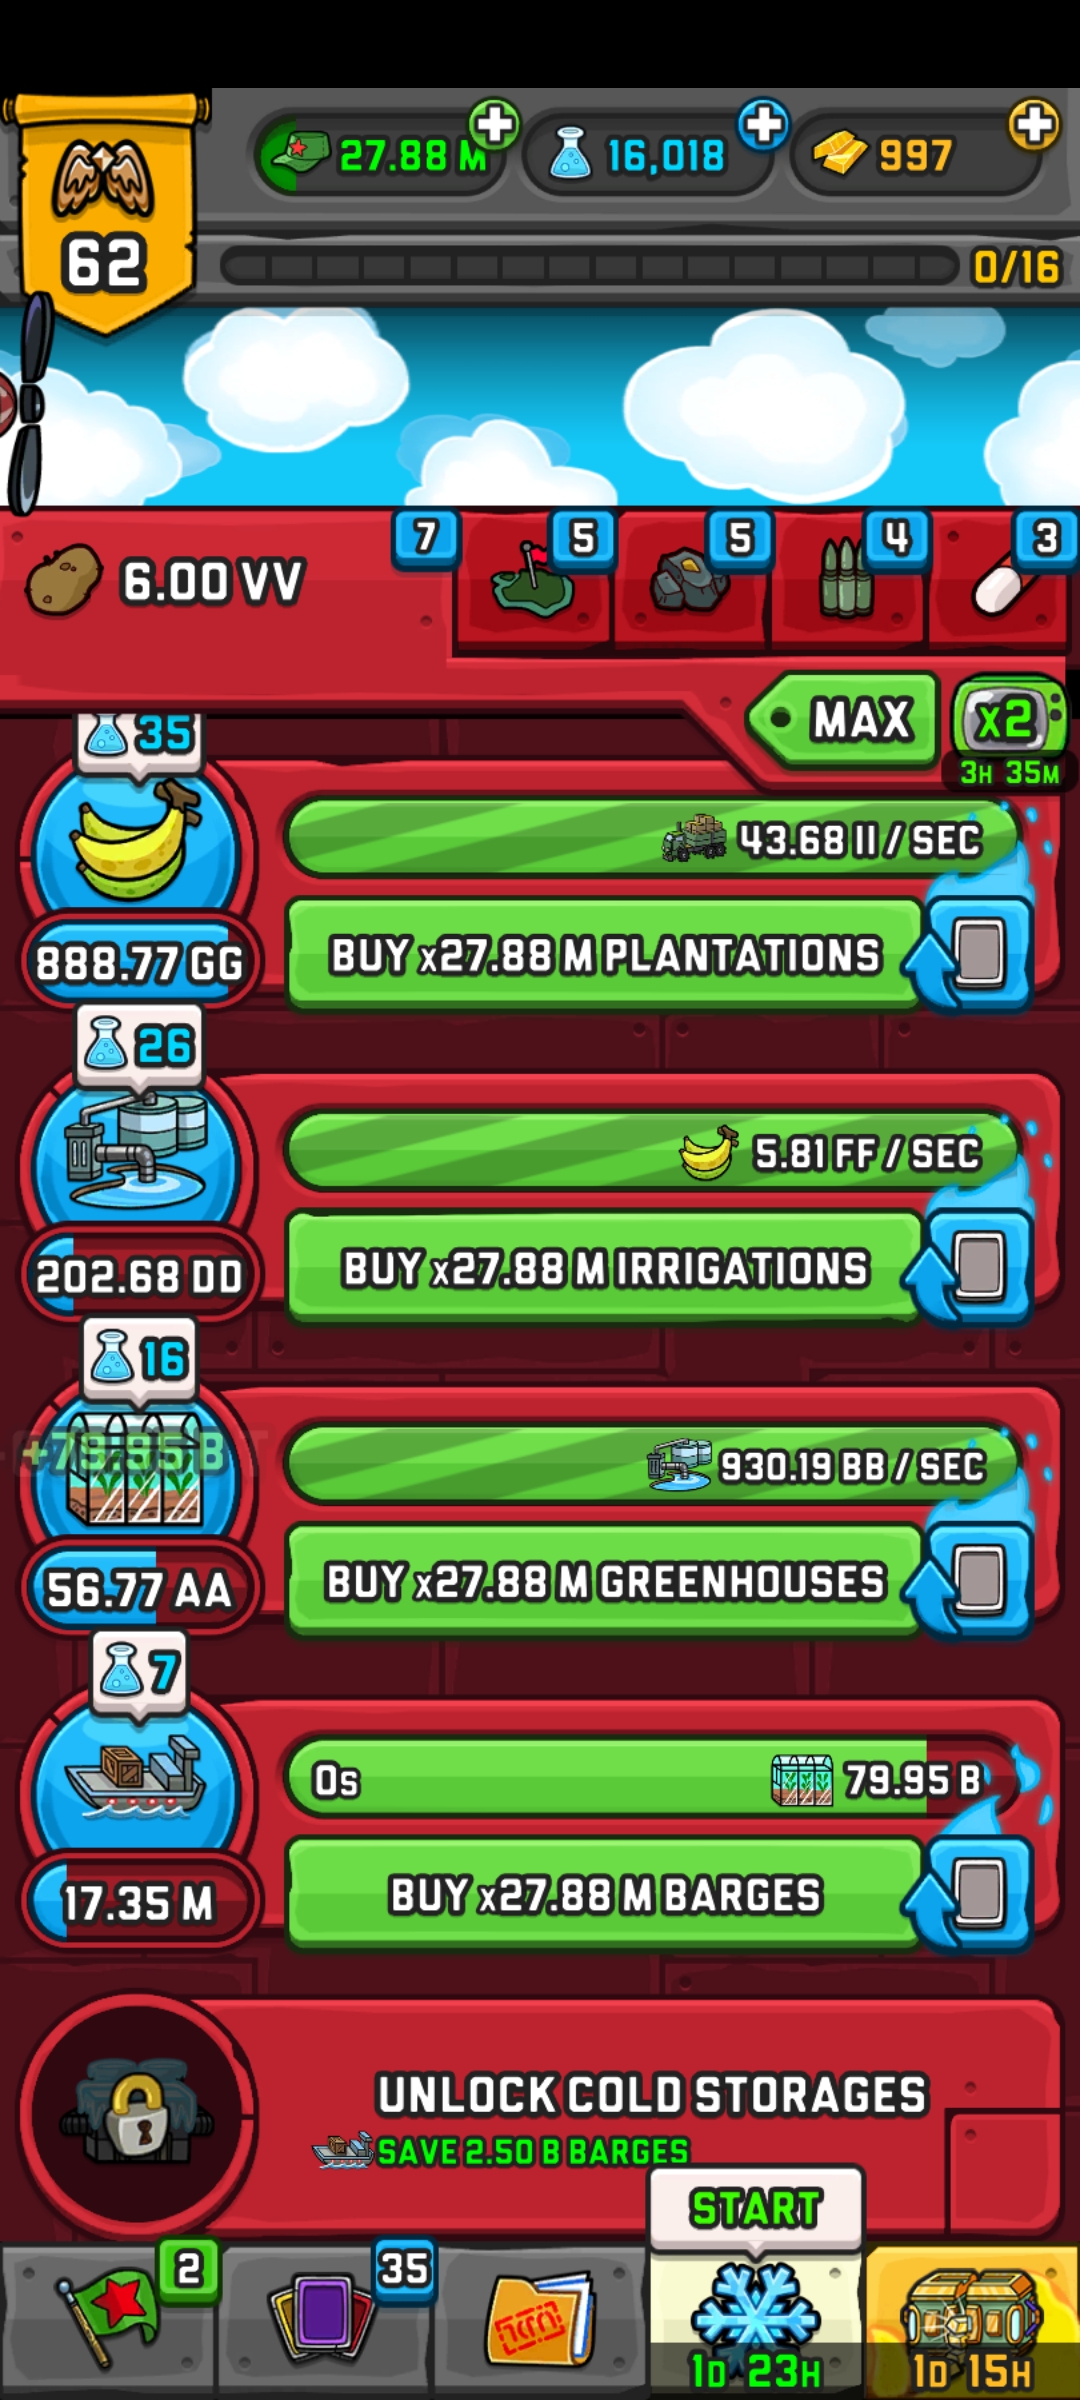 27.88 M
16,018
997
62
0/16
6.00 VV
7
5
5
4
3
MAX
x2
3H 35M
35
43.68 II / SEC
888.77 GG
BUY x27.88 M PLANTATIONS
26
5.81 FF / SEC
202.68 DD
BUY x27.88 M IRRIGATIONS
16
+79.95 B
930.19 BB / SEC
56.77 AA
BUY x27.88 M GREENHOUSES
7
0s
79.95 B
17.35 M
BUY x27.88 M BARGES
UNLOCK COLD STORAGES
SAVE 2.50 B BARGES
START
2
35
1D 23H
1D 15H